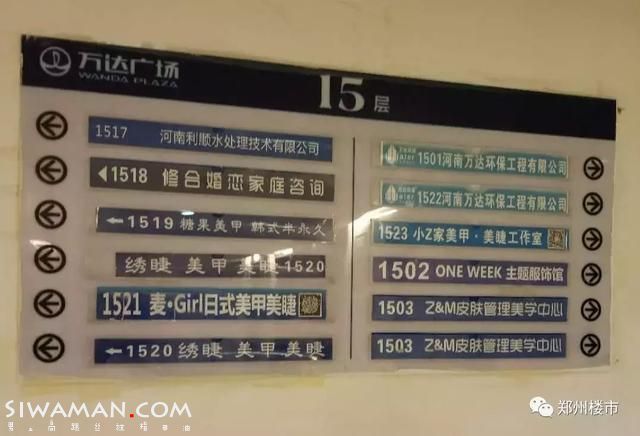 万达广场
WANDA PLAZA
15层
1517 河南利顺水处理技术有限公司
1518 修合婚恋家庭咨询
1519 糖果美甲 韩式半永久
绣睫 美甲 美睫 1520
1521 麦·Girl日式美甲美睫
1520 绣睫 美甲 美睫
1501河南万达环保工程有限公司
1522河南万达环保工程有限公司
1523 小Z家美甲·美睫工作室
1502 ONE WEEK 主题服饰馆
1503 Z&M皮肤管理美学中心
1503 Z&M皮肤管理美学中心
SIWAMAN.COM
郑州楼市